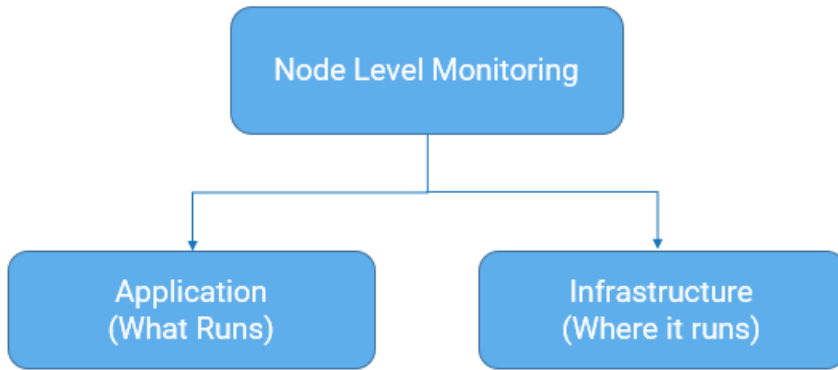 Node Level Monitoring
Application
(What Runs)
Infrastructure
(Where it runs)